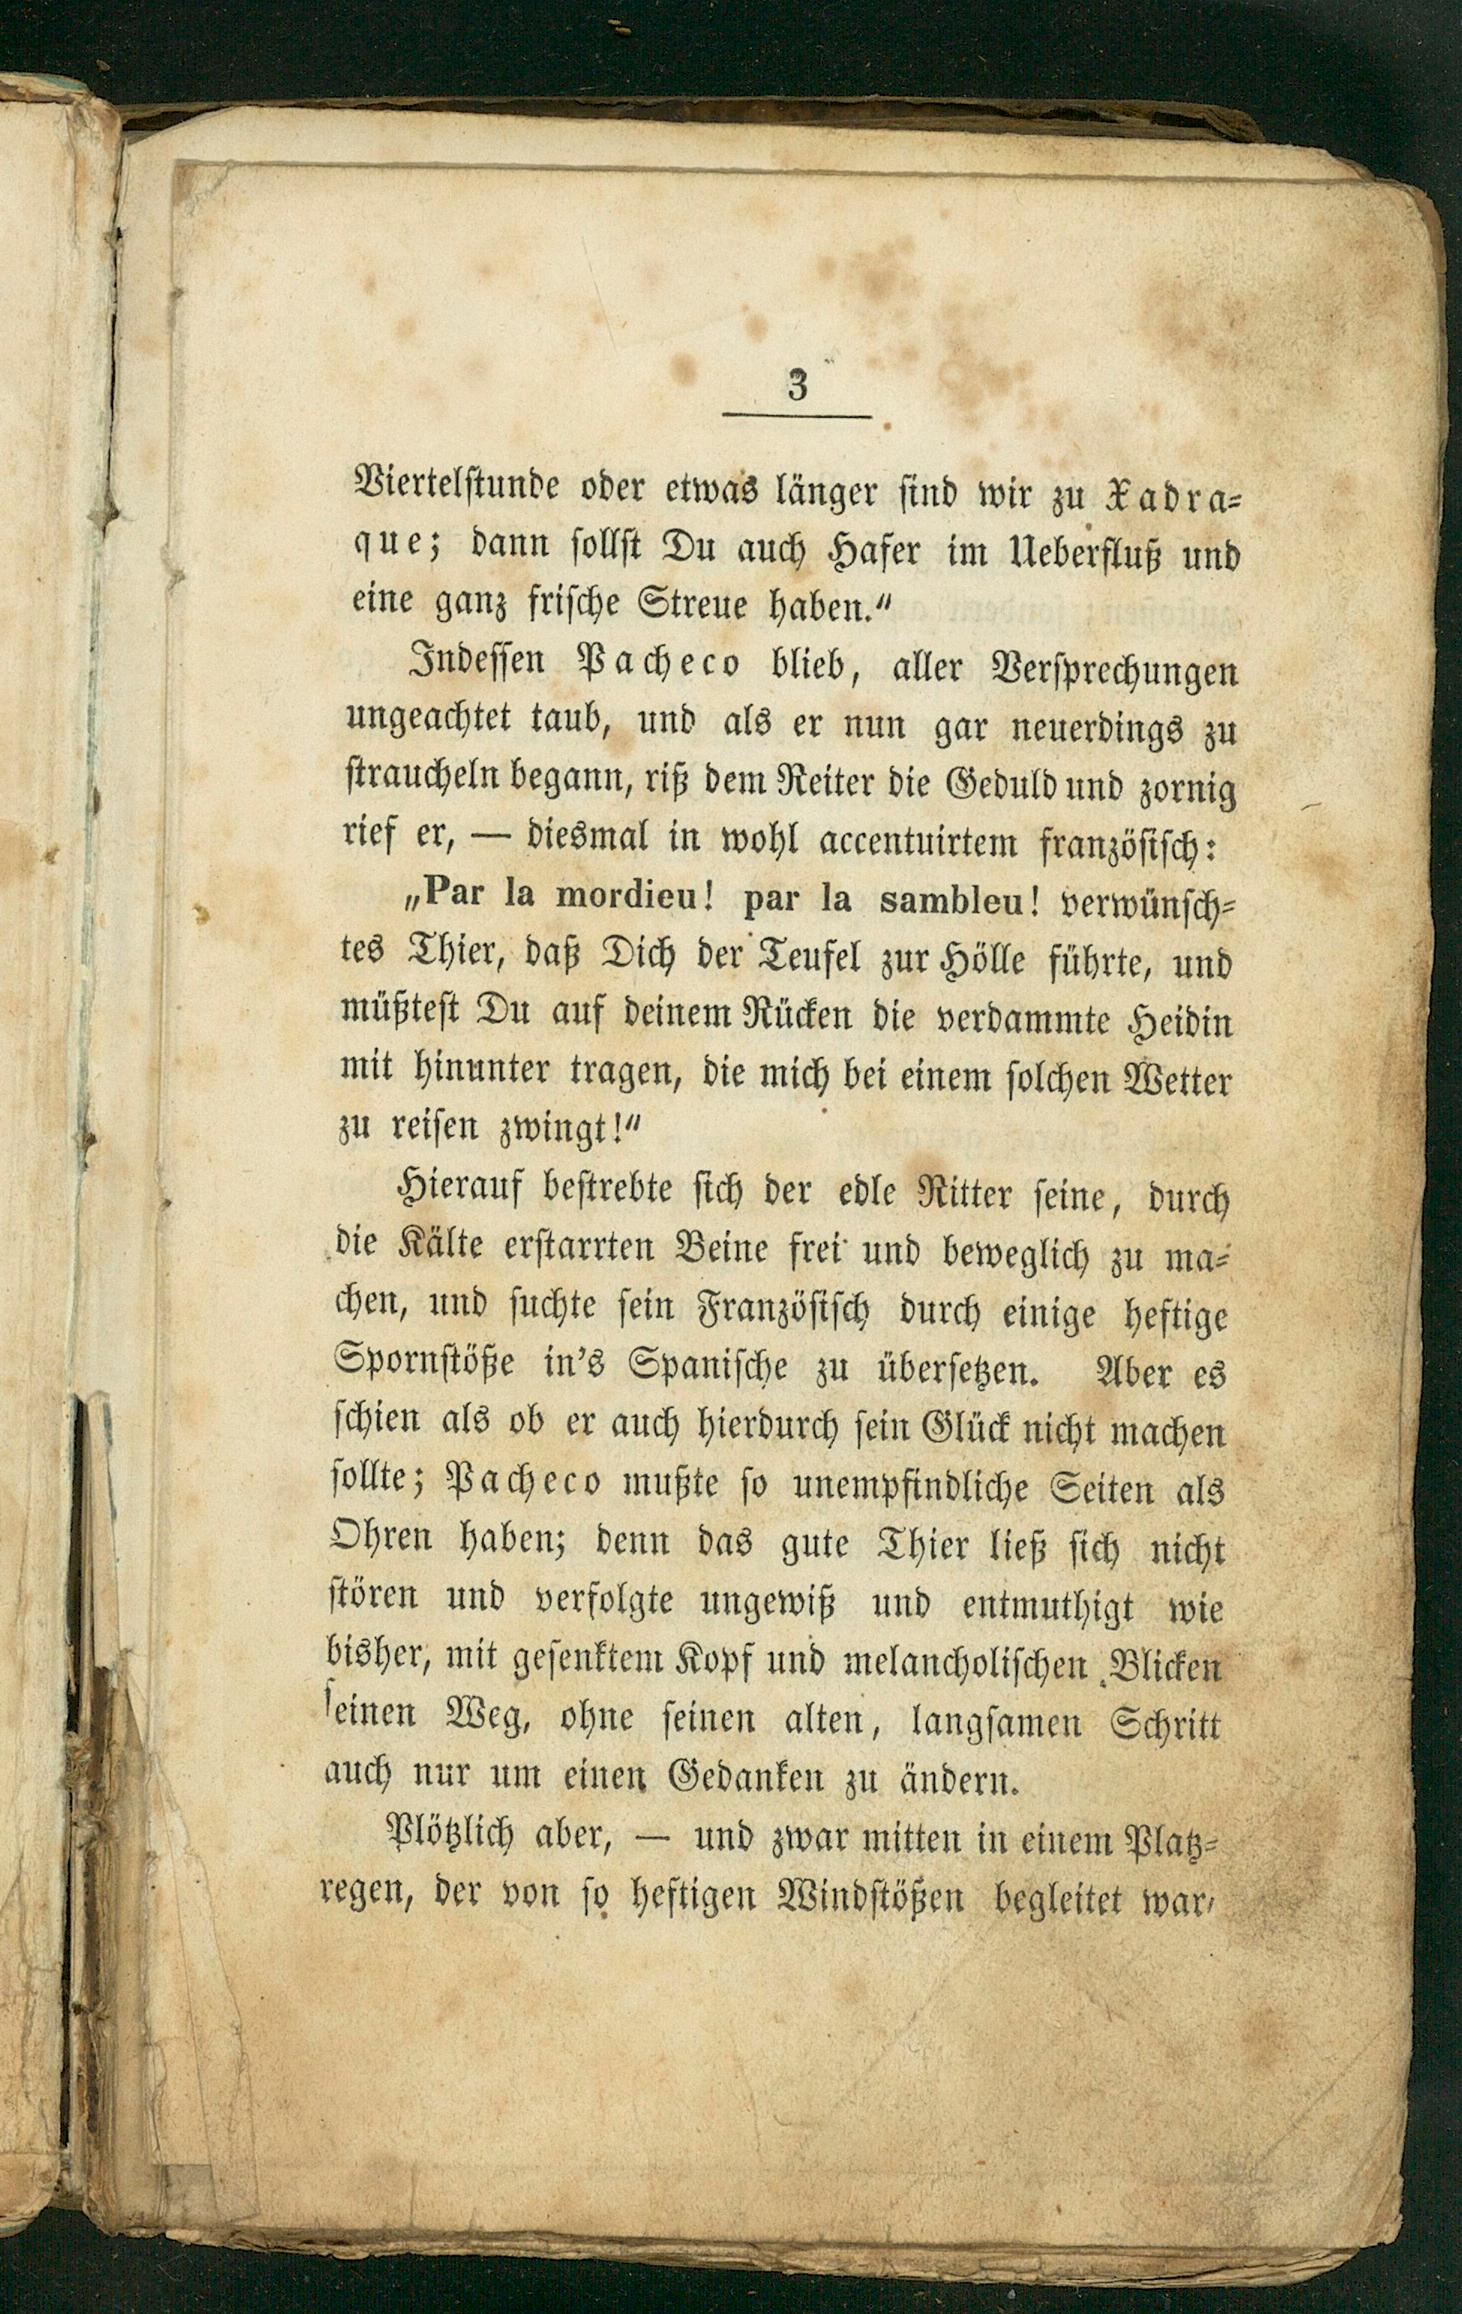 3
Viertelstunde oder etwas länger sind wir zu Xadra-
que; dann sollst Du auch Hafer im Ueberfluß und
eine ganz frische Streue haben.“
Indessen Pacheco blieb, aller Versprechungen
ungeachtet taub, und als er nun gar neuerdings zu
straucheln begann, riß dem Reiter die Geduld und zornig
rief er, — diesmal in wohl accentuirtem französisch:
„Par la mordieu! par la sambleu! verwünsch-
tes Thier, daß Dich der Teufel zur Hölle führte, und
müßtest Du auf deinem Rücken die verdammte Heidin
mit hinunter tragen, die mich bei einem solchen Wetter
zu reisen zwingt!“
Hierauf bestrebte sich der edle Ritter seine, durch
die Kälte erstarrten Beine frei und beweglich zu ma-
chen, und suchte sein Französisch durch einige heftige
Spornstöße in's Spanische zu übersetzen. Aber es
schien als ob er auch hierdurch sein Glück nicht machen
sollte; Pacheco mußte so unempfindliche Seiten als
Ohren haben; denn das gute Thier ließ sich nicht
stören und verfolgte ungewiß und entmuthigt wie
bisher, mit gesenktem Kopf und melancholischen Blicken
seinen Weg, ohne seinen alten, langsamen Schritt
auch nur um einen Gedanken zu ändern.
Plötzlich aber, — und zwar mitten in einem Platz-
regen, der von so heftigen Windstößen begleitet war,